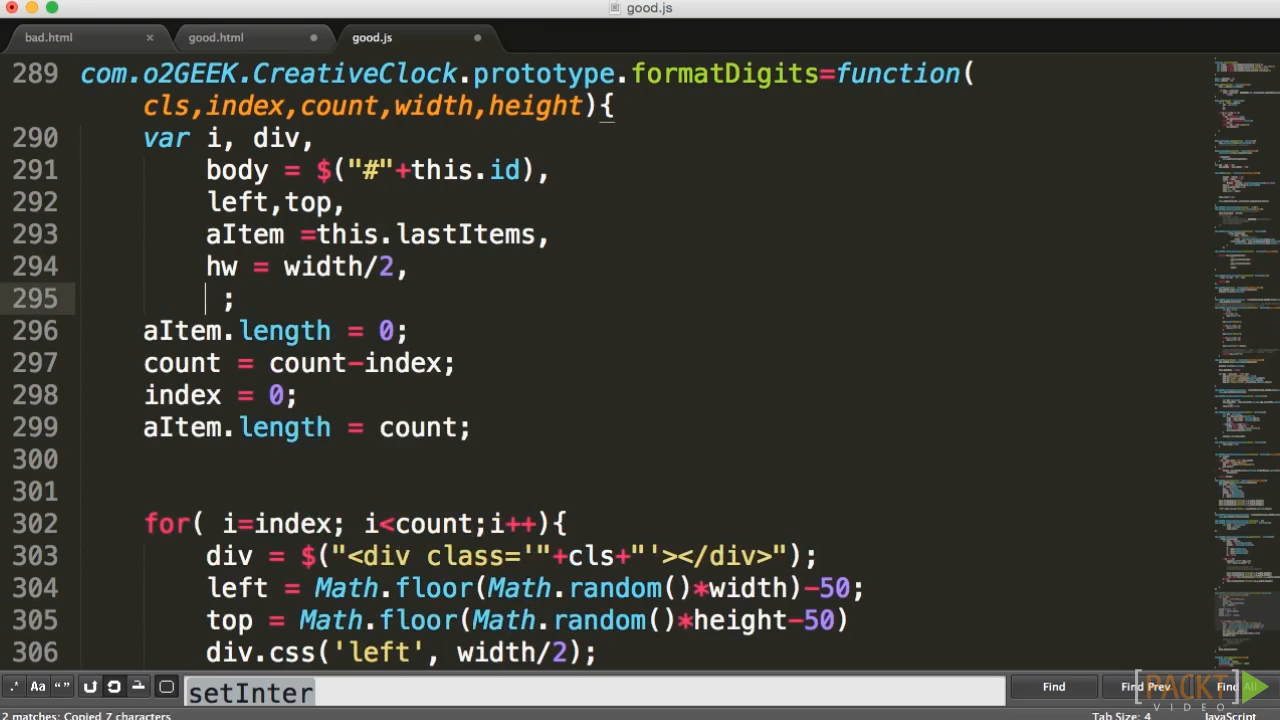 good.js
bad.html × good.html good.js
289 com.o2GEEK.CreativeClock.prototype.formatDigits=function(
cls,index,count,width,height){
290 var i, div,
291 body = $("#"+this.id),
292 left,top,
293 aItem =this.lastItems,
294 hw = width/2,
295 ;
296 aItem.length = 0;
297 count = count-index;
298 index = 0;
299 aItem.length = count;
300
301
302 for( i=index; i<count;i++){
303 div = $("<div class='"+cls+"'></div>");
304 left = Math.floor(Math.random()*width)-50;
305 top = Math.floor(Math.random()*height-50)
306 div.css('left', width/2);
.* Aa “” setInter Find Find Prev Find All
[PACKT]
VIDEO
2 matches: Copied 7 characters Tab Size: 4 JavaScript